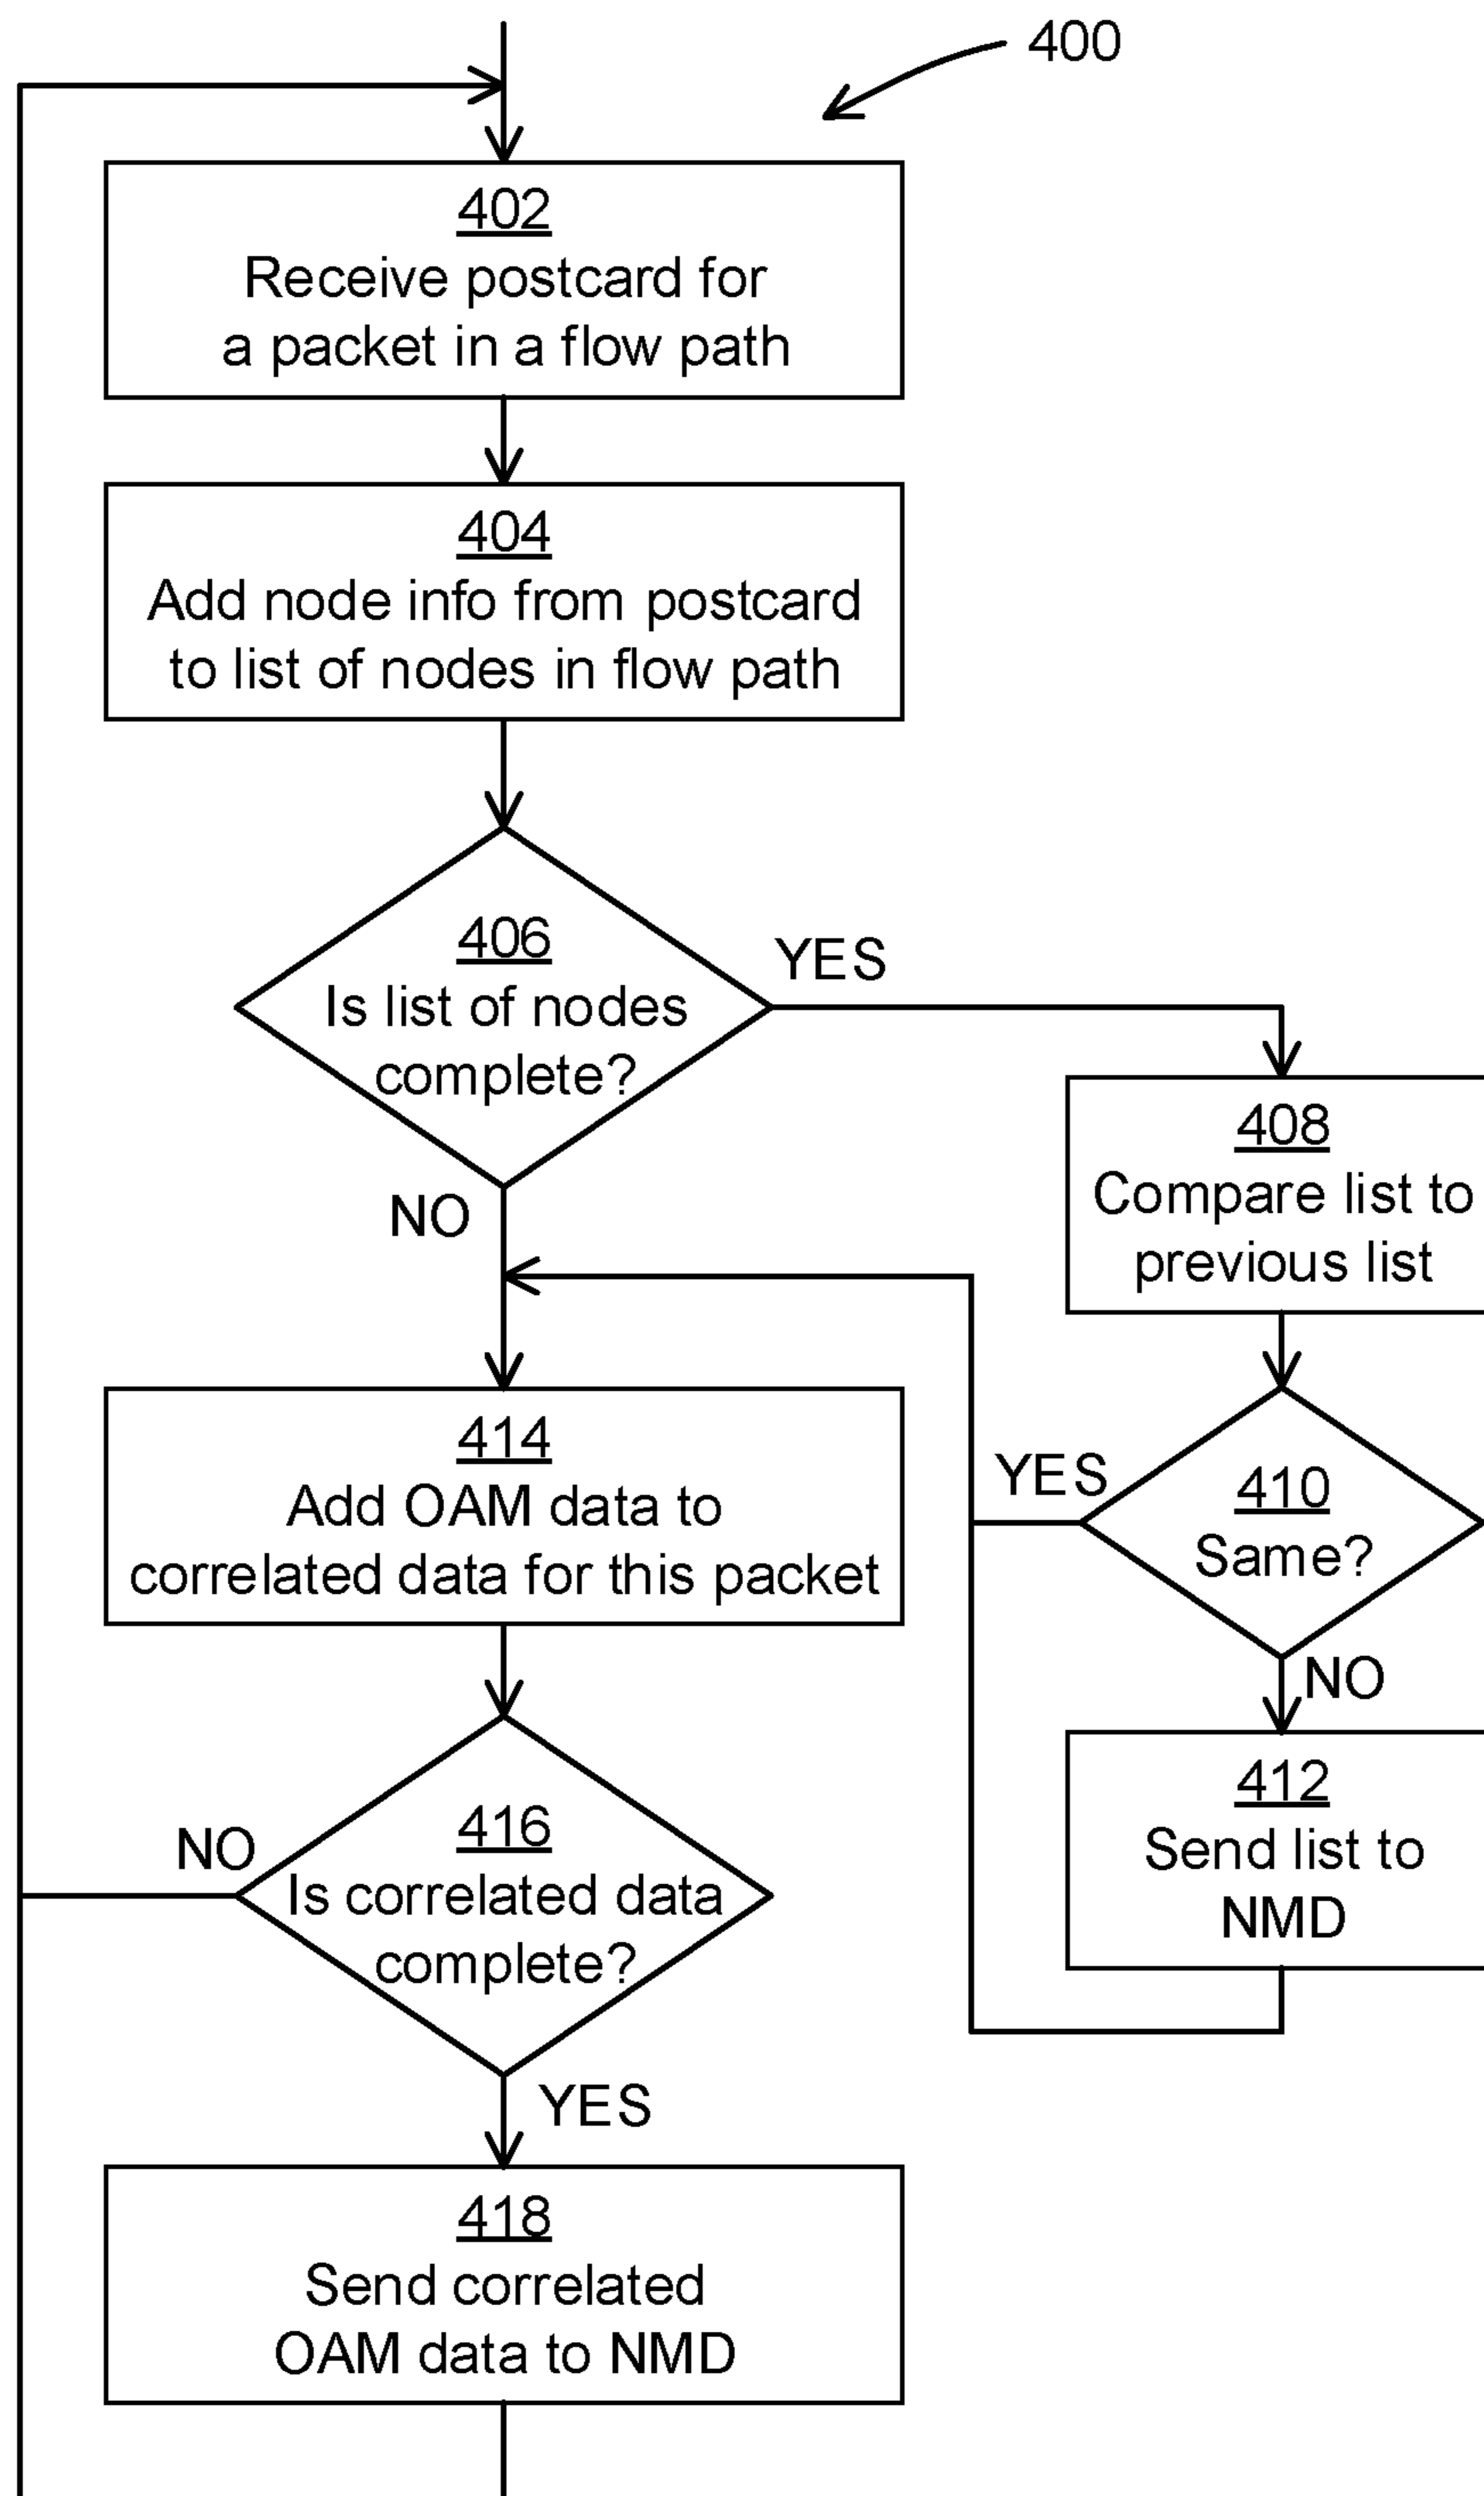 400
402
Receive postcard for
a packet in a flow path
404
Add node info from postcard
to list of nodes in flow path
406
Is list of nodes
complete?
YES
NO
408
Compare list to
previous list
410
Same?
YES
NO
412
Send list to
NMD
414
Add OAM data to
correlated data for this packet
416
Is correlated data
complete?
NO
YES
418
Send correlated
OAM data to NMD